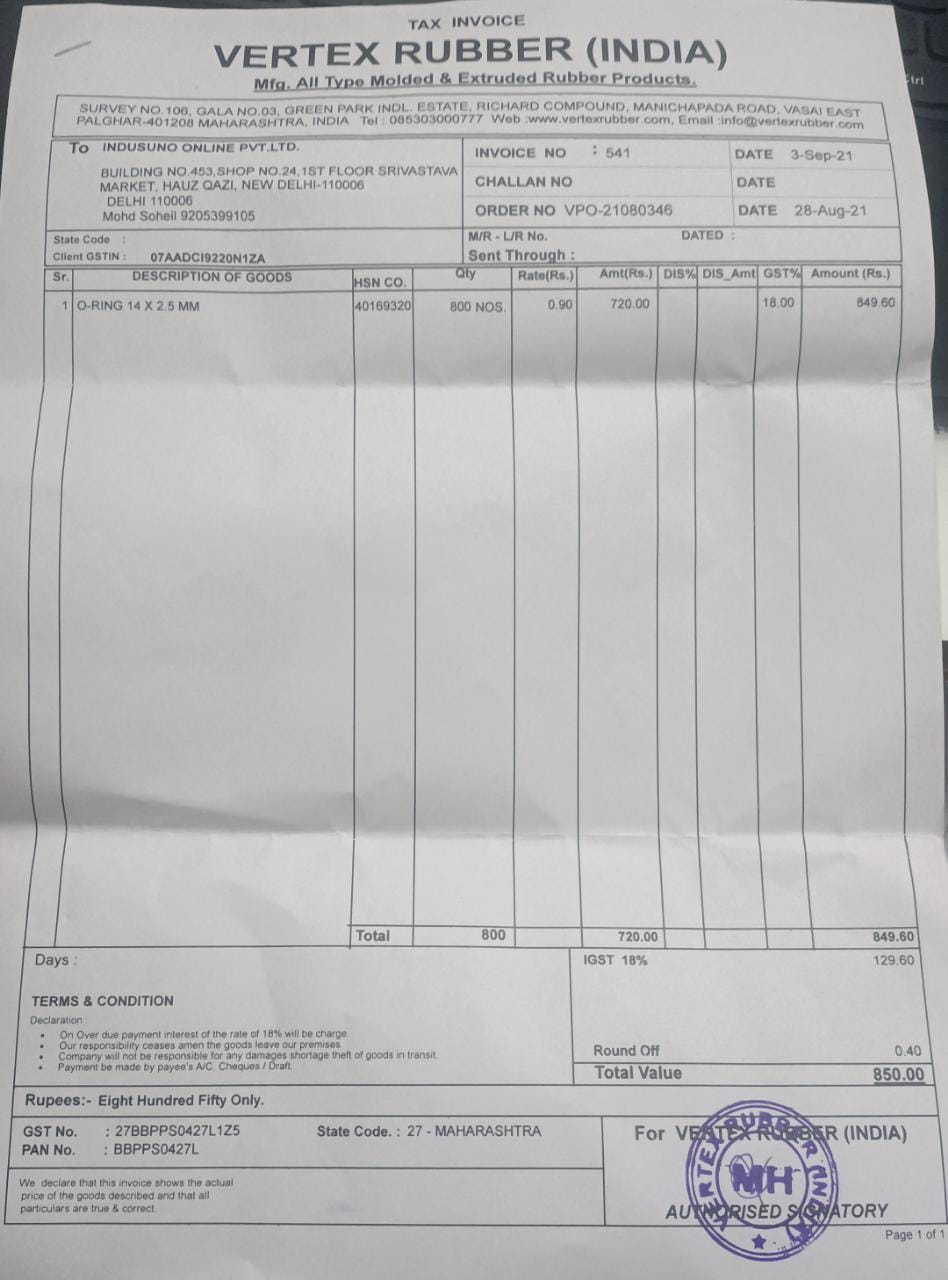 TAX INVOICE
VERTEX RUBBER (INDIA)
Mfg. All Type Molded & Extruded Rubber Products.
SURVEY NO.106, GALA NO.03, GREEN PARK INDL. ESTATE, RICHARD COMPOUND, MANICHAPADA ROAD, VASAI EAST
PALGHAR-401208 MAHARASHTRA, INDIA Tel : 085303000777 Web :www.vertexrubber.com, Email :info@vertexrubber.com
To INDUSUNO ONLINE PVT.LTD.
BUILDING NO.453,SHOP NO.24,1ST FLOOR SRIVASTAVA
MARKET, HAUZ QAZI, NEW DELHI-110006
DELHI 110006
Mohd Soheil 9205399105
State Code :
Client GSTIN : 07AADCI9220N1ZA
INVOICE NO : 541 DATE 3-Sep-21
CHALLAN NO DATE
ORDER NO VPO-21080346 DATE 28-Aug-21
M/R - L/R No. DATED :
Sent Through :
Sr. DESCRIPTION OF GOODS HSN CO. Qty Rate(Rs.) Amt(Rs.) DIS% DIS_Amt GST% Amount (Rs.)
1 O-RING 14 X 2.5 MM 40169320 800 NOS. 0.90 720.00 18.00 849.60
Total 800 720.00 849.60
Days :
IGST 18% 129.60
TERMS & CONDITION
Declaration :
• On Over due payment interest of the rate of 18% will be charge.
• Our responsibility ceases amen the goods leave our premises.
• Company will not be responsible for any damages shortage theft of goods in transit.
• Payment be made by payee's A/C. Cheques / Draft.
Round Off 0.40
Total Value 850.00
Rupees:- Eight Hundred Fifty Only.
GST No. : 27BBPPS0427L1Z5 State Code. : 27 - MAHARASHTRA
PAN No. : BBPPS0427L
We declare that this invoice shows the actual
price of the goods described and that all
particulars are true & correct.
For VERTEX RUBBER (INDIA)
VERTEX RUBBER (INDIA)
MH
AUTHORISED SIGNATORY
Page 1 of 1